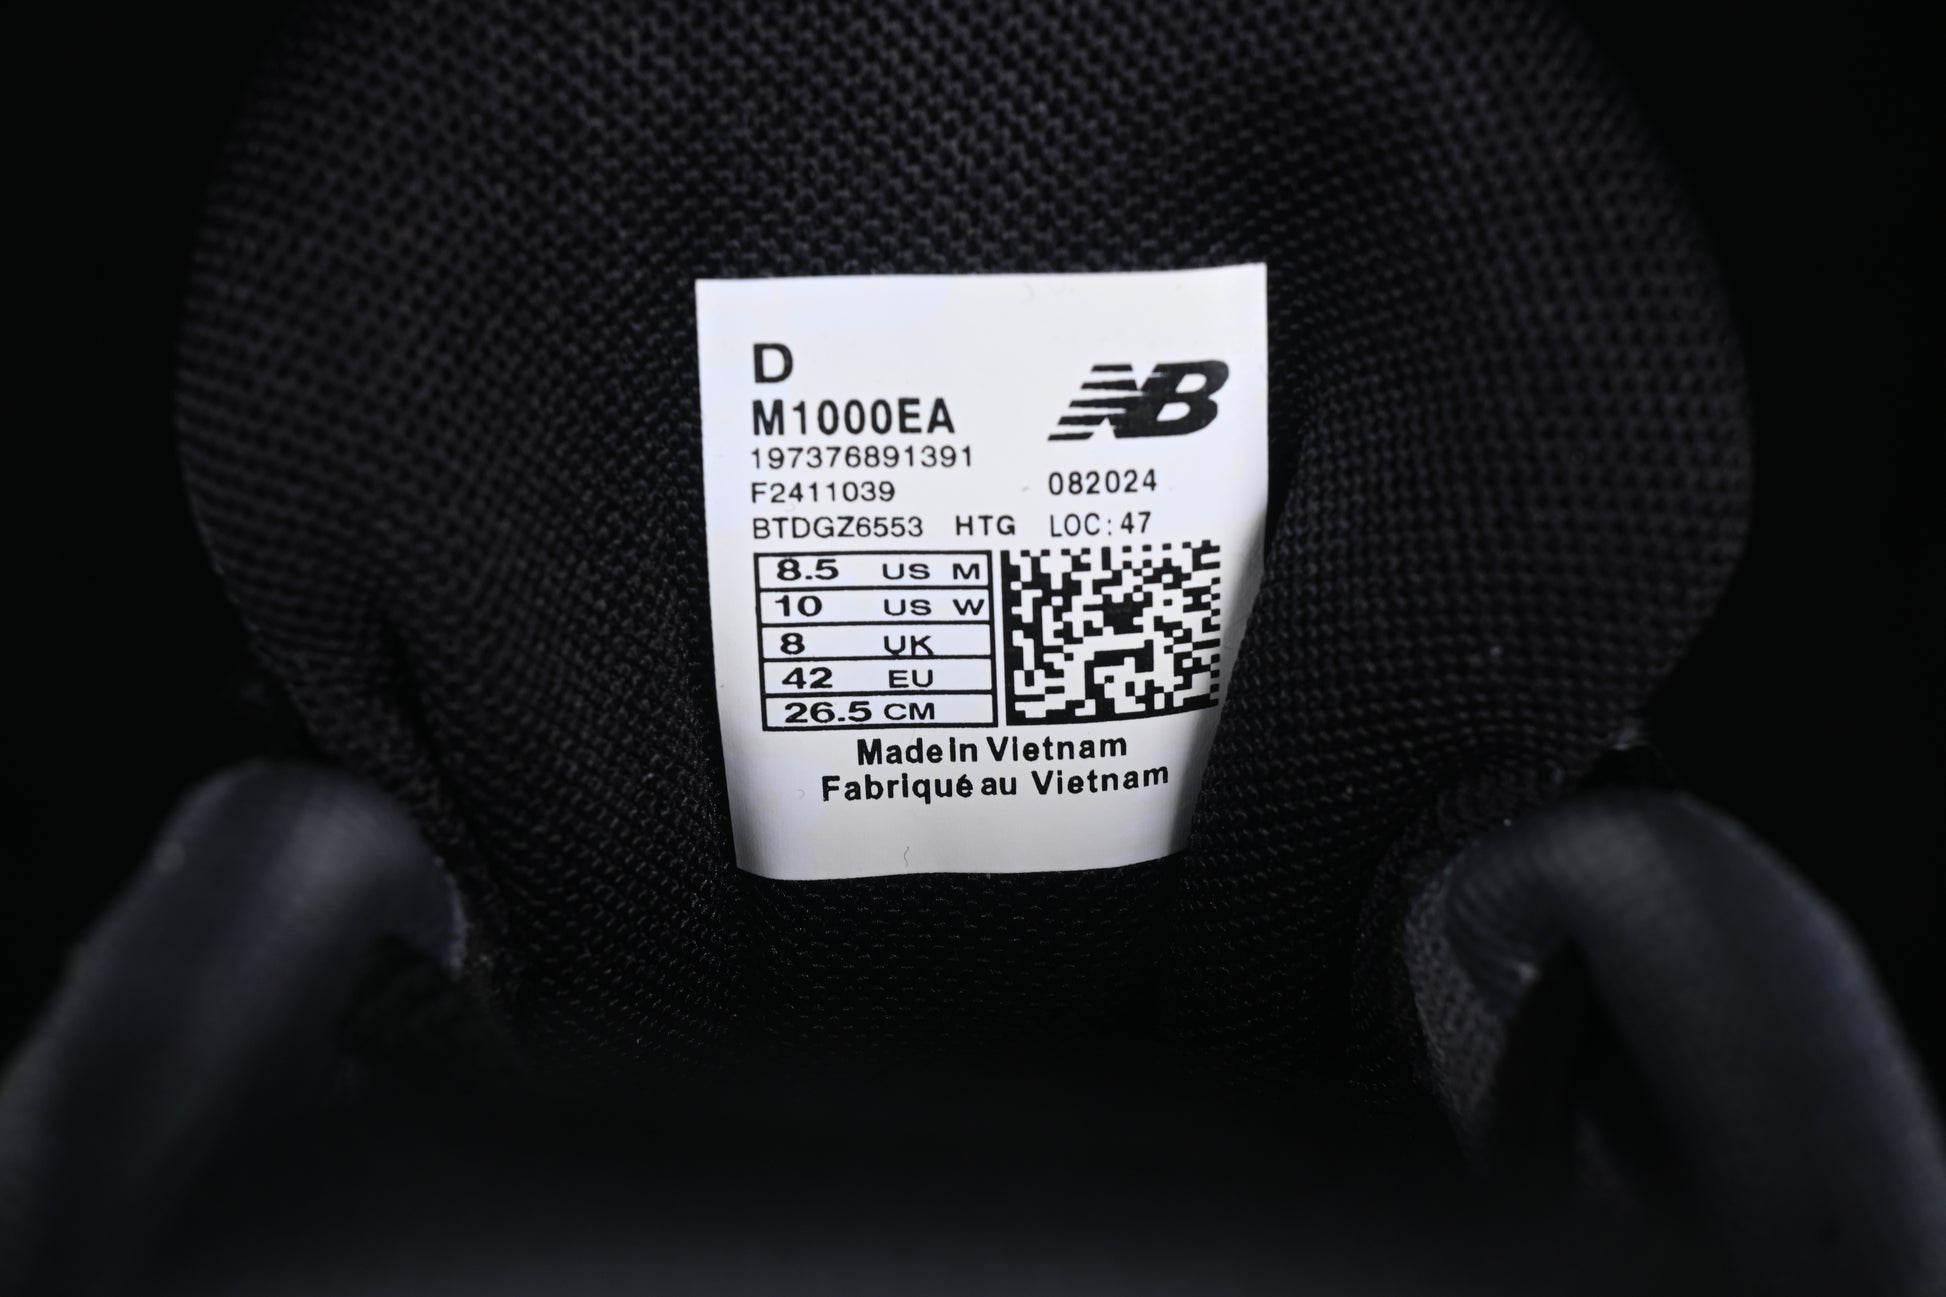 D
M1000EA
NB
197376891391
F2411039
082024
BTDGZ6553 HTG LOC: 47
8.5 US M
10 US W
8 UK
42 EU
26.5 CM
Made In Vietnam
Fabriqué au Vietnam